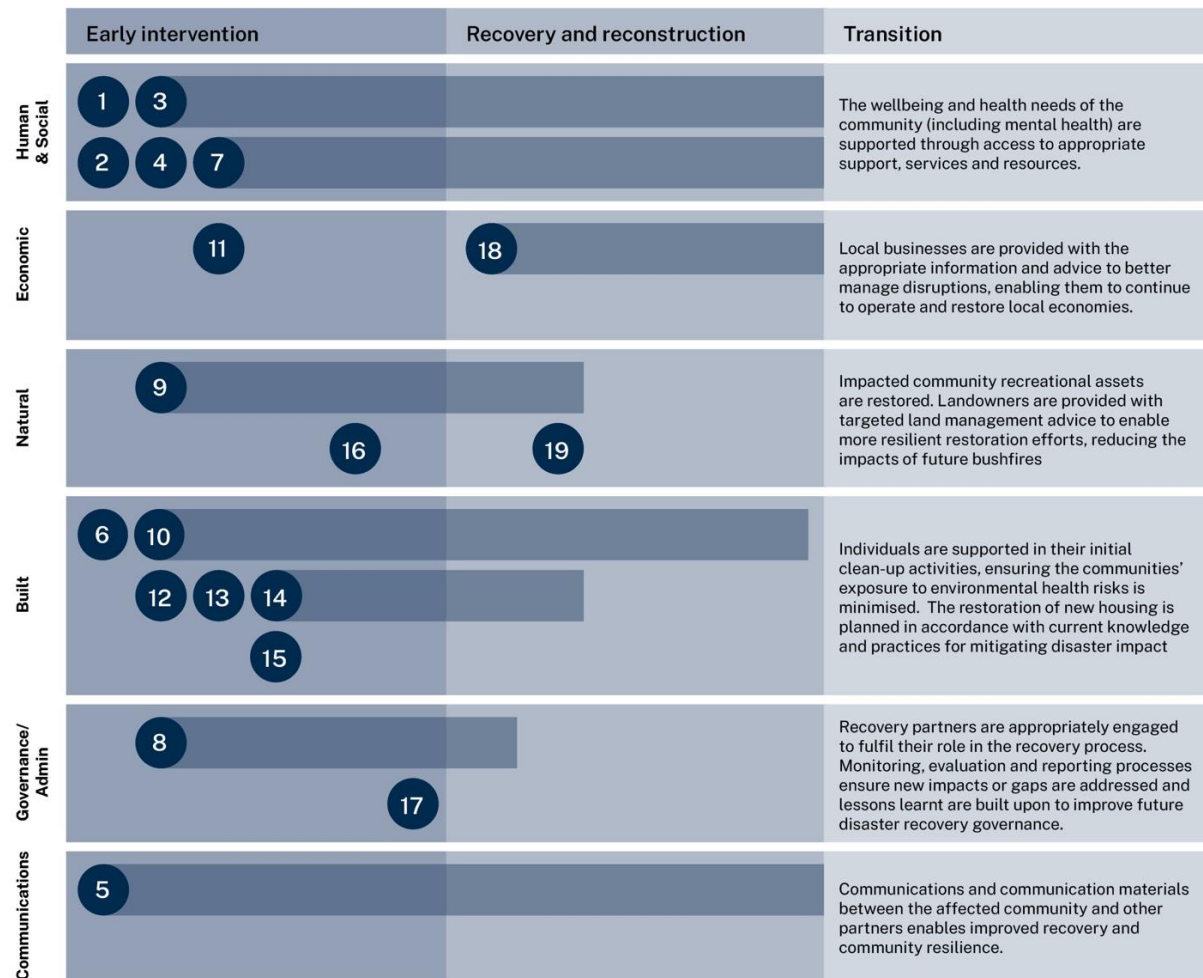 Early intervention
Recovery and reconstruction
Transition
Human
& Social
1
3
2
4
7
The wellbeing and health needs of the
community (including mental health) are
supported through access to appropriate
support, services and resources.
Economic
11
18
Local businesses are provided with the
appropriate information and advice to better
manage disruptions, enabling them to continue
to operate and restore local economies.
Natural
9
16
19
Impacted community recreational assets
are restored. Landowners are provided with
targeted land management advice to enable
more resilient restoration efforts, reducing the
impacts of future bushfires
Built
6
10
12
13
14
15
Individuals are supported in their initial
clean-up activities, ensuring the communities’
exposure to environmental health risks is
minimised.  The restoration of new housing is
planned in accordance with current knowledge
and practices for mitigating disaster impact
Governance/
Admin
8
17
Recovery partners are appropriately engaged
to fulfil their role in the recovery process.
Monitoring, evaluation and reporting processes
ensure new impacts or gaps are addressed and
lessons learnt are built upon to improve future
disaster recovery governance.
Communications
5
Communications and communication materials
between the affected community and other
partners enables improved recovery and
community resilience.